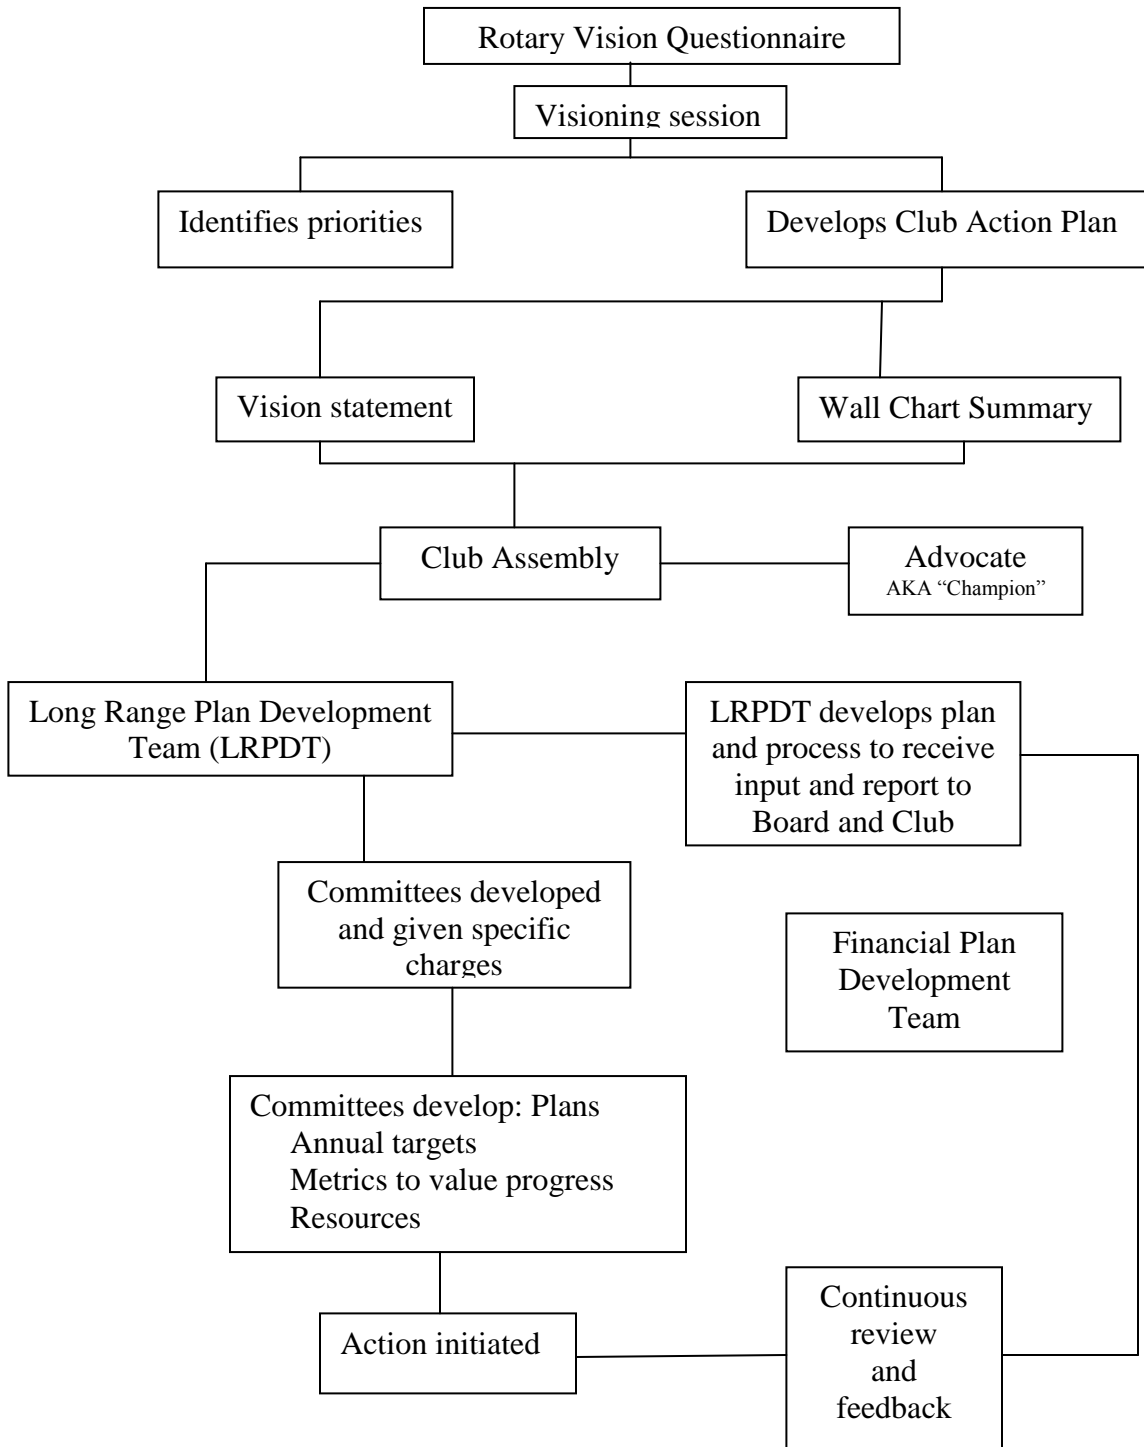 Rotary Vision Questionnaire
Visioning session
Identifies priorities
Develops Club Action Plan
Vision statement
Wall Chart Summary
Club Assembly
Advocate
AKA “Champion”
Long Range Plan Development
Team (LRPDT)
LRPDT develops plan
and process to receive
input and report to
Board and Club
Committees developed
and given specific
charges
Financial Plan
Development
Team
Committees develop: Plans
Annual targets
Metrics to value progress
Resources
Action initiated
Continuous
review
and
feedback